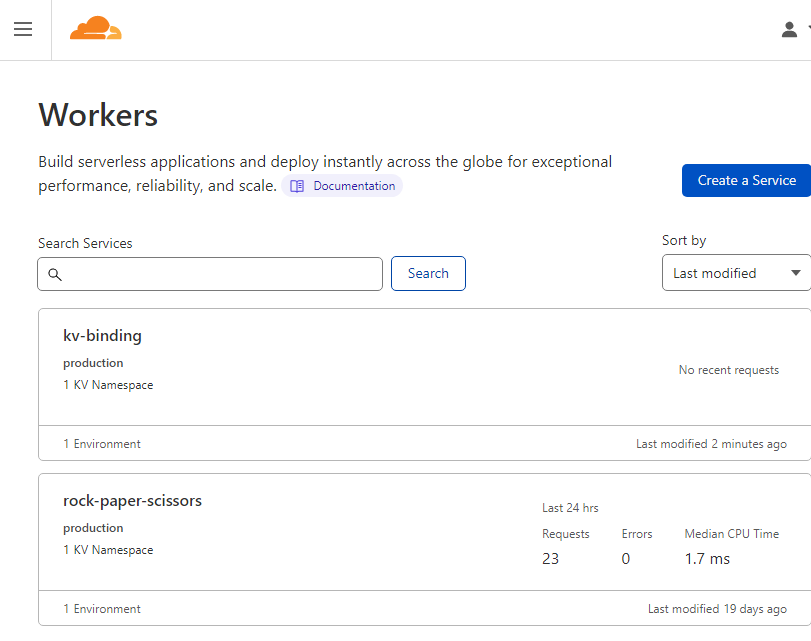 Workers
Build serverless applications and deploy instantly across the globe for exceptional
performance, reliability, and scale. Documentation
Create a Service
Search Services
Search
Sort by
Last modified
kv-binding
production
1 KV Namespace
No recent requests
1 Environment
Last modified 2 minutes ago
rock-paper-scissors
production
1 KV Namespace
Last 24 hrs
Requests Errors Median CPU Time
23 0 1.7 ms
1 Environment
Last modified 19 days ago